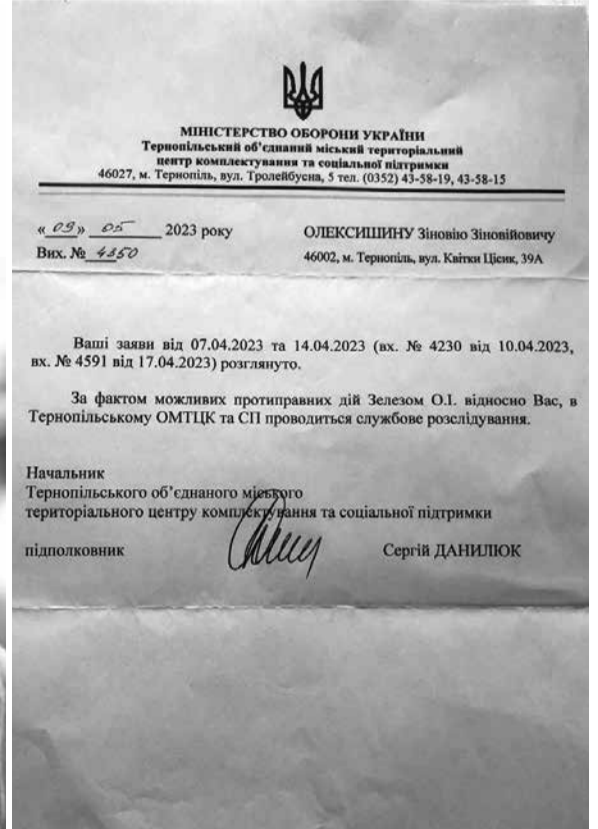 МІНІСТЕРСТВО ОБОРОНИ УКРАЇНИ
Тернопільський об’єднаний міський територіальний
центр комплектування та соціальної підтримки
46027, м. Тернопіль, вул. Тролейбусна, 5 тел. (0352) 43-58-19, 43-58-15
« 09 » 05 2023 року
Вих. № 4350
ОЛЕКСИШИНУ Зіновію Зіновійовичу
46002, м. Тернопіль, вул. Квітки Цісик, 39А
Ваші заяви від 07.04.2023 та 14.04.2023 (вх. № 4230 від 10.04.2023,
вх. № 4591 від 17.04.2023) розглянуто.
За фактом можливих протиправних дій Зелезом О.І. відносно Вас, в
Тернопільському ОМТЦК та СП проводиться службове розслідування.
Начальник
Тернопільського об’єднаного міського
територіального центру комплектування та соціальної підтримки
підполковник Сергій ДАНИЛЮК